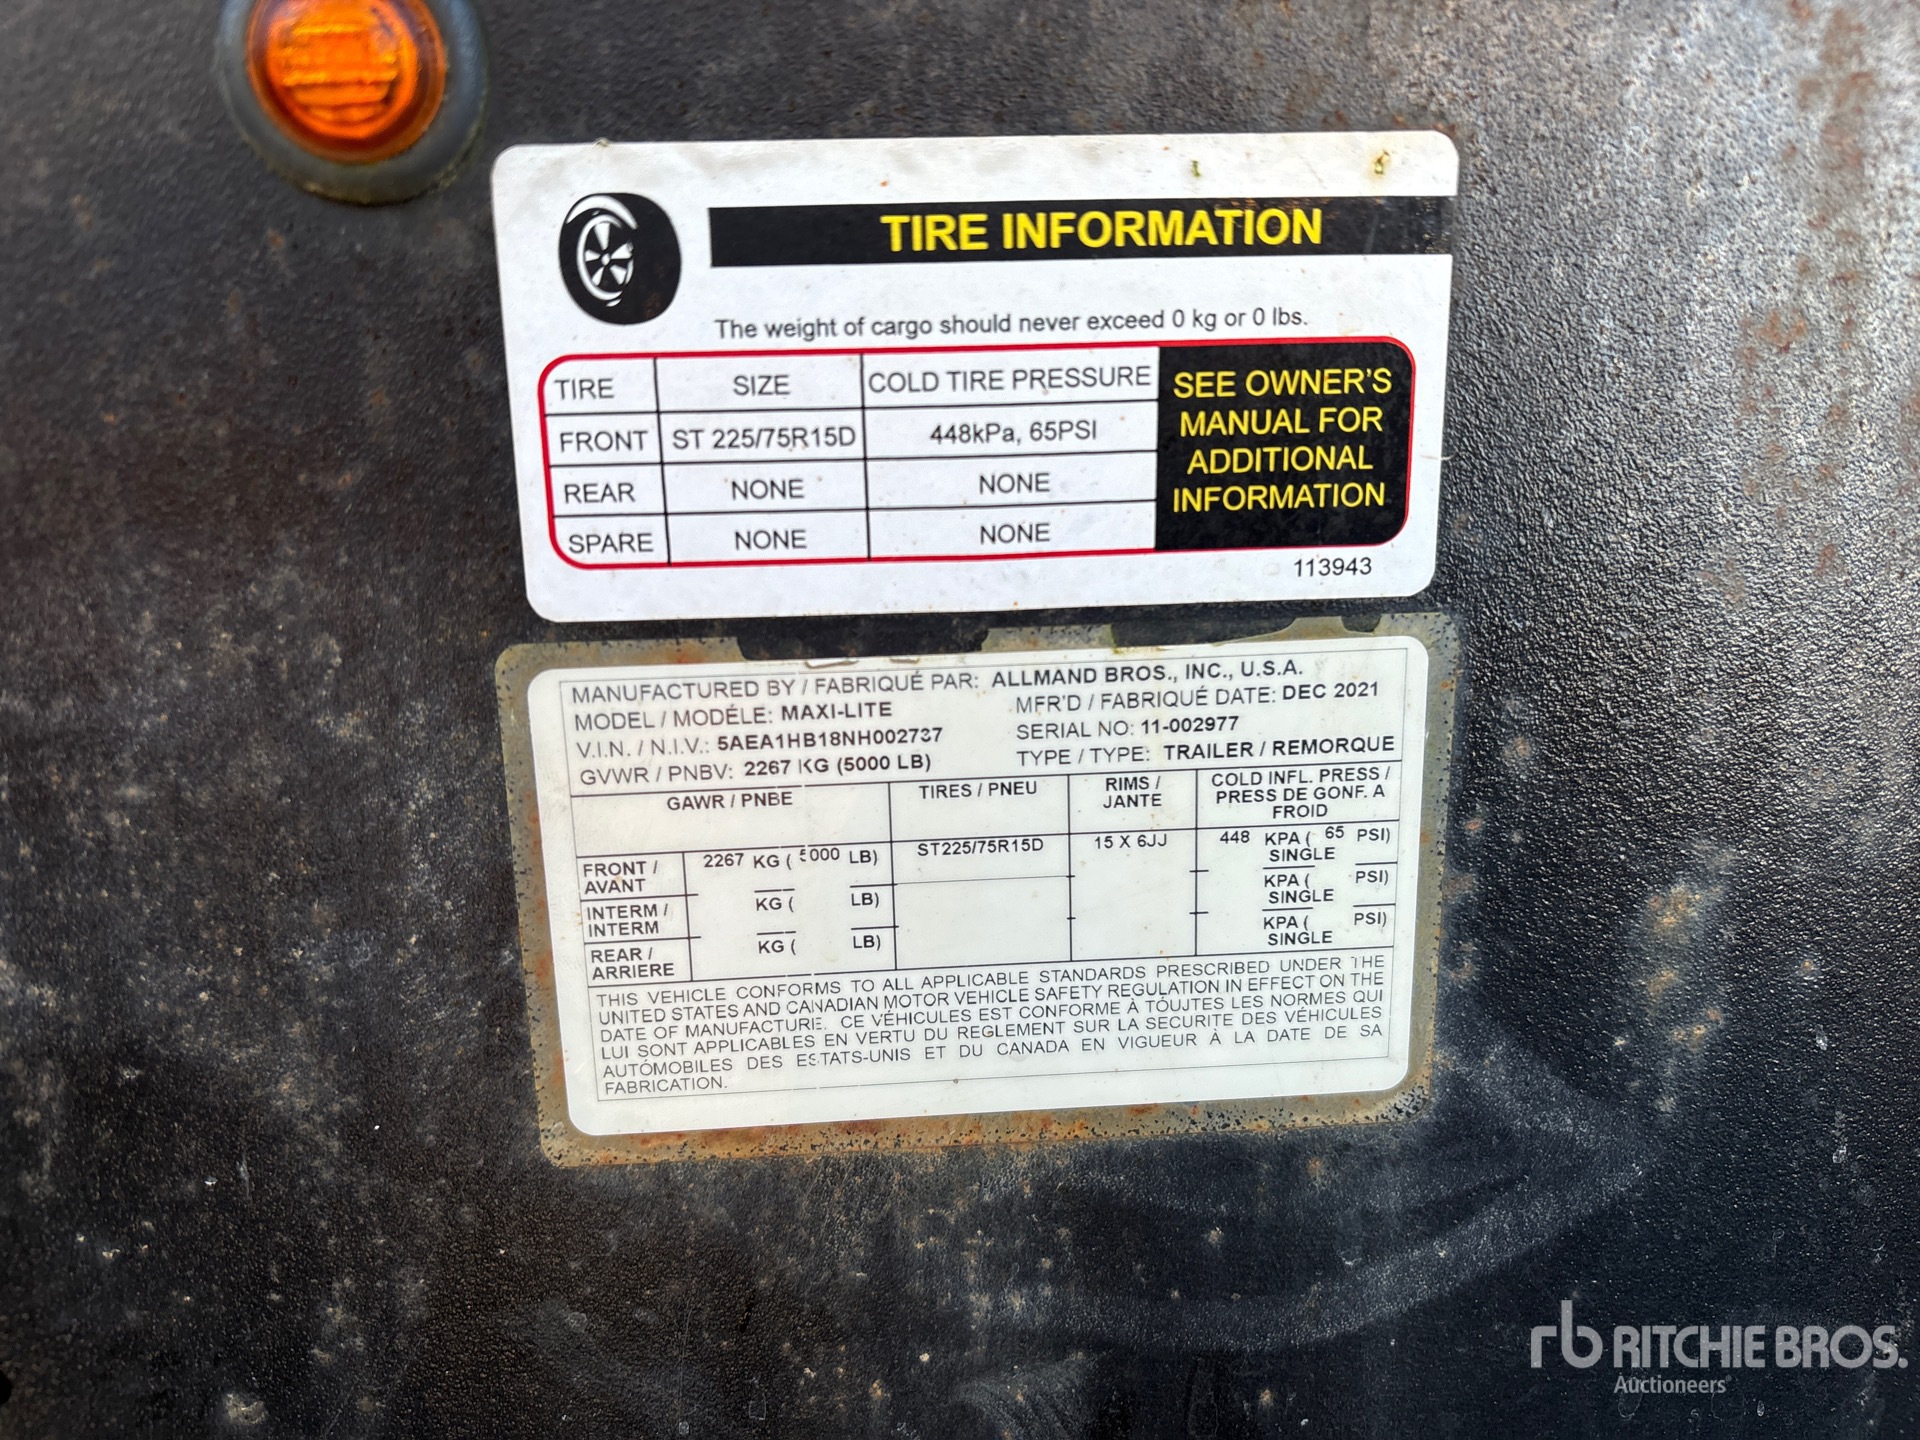 TIRE INFORMATION
The weight of cargo should never exceed 0 kg or 0 lbs.
TIRE SIZE COLD TIRE PRESSURE
FRONT ST 225/75R15D 448kPa, 65PSI
REAR NONE NONE
SPARE NONE NONE
SEE OWNER'S
MANUAL FOR
ADDITIONAL
INFORMATION
113943
MANUFACTURED BY / FABRIQUÉ PAR: ALLMAND BROS., INC., U.S.A.
MODEL / MODÉLE: MAXI-LITE MFR'D / FABRIQUÉ DATE: DEC 2021
V.I.N. / N.I.V.: 5AEA1HB18NH002737 SERIAL NO: 11-002977
GVWR / PNBV: 2267 KG (5000 LB) TYPE / TYPE: TRAILER / REMORQUE
GAWR / PNBE TIRES / PNEU RIMS / JANTE COLD INFL. PRESS / PRESS DE GONF. A FROID
FRONT / AVANT 2267 KG ( 5000 LB) ST225/75R15D 15 X 6JJ 448 KPA ( 65 PSI) SINGLE
INTERM / INTERM KG ( LB) KPA ( PSI) SINGLE
REAR / ARRIERE KG ( LB) KPA ( PSI) SINGLE
THIS VEHICLE CONFORMS TO ALL APPLICABLE STANDARDS PRESCRIBED UNDER THE
UNITED STATES AND CANADIAN MOTOR VEHICLE SAFETY REGULATION IN EFFECT ON THE
DATE OF MANUFACTURE. CE VÉHICULES EST CONFORME À TÓUJTES LES NORMES QUI
LUI SONT APPLICABLES EN VERTU DU REGLEMENT SUR LA SECURITE DES VÉHICULES
AUTÓMOBILES DES ESTATS-UNIS ET DU CANADA EN VIGUEUR À LA DATE DE SA
FABRICATION.
rb RITCHIE BROS.
Auctioneers